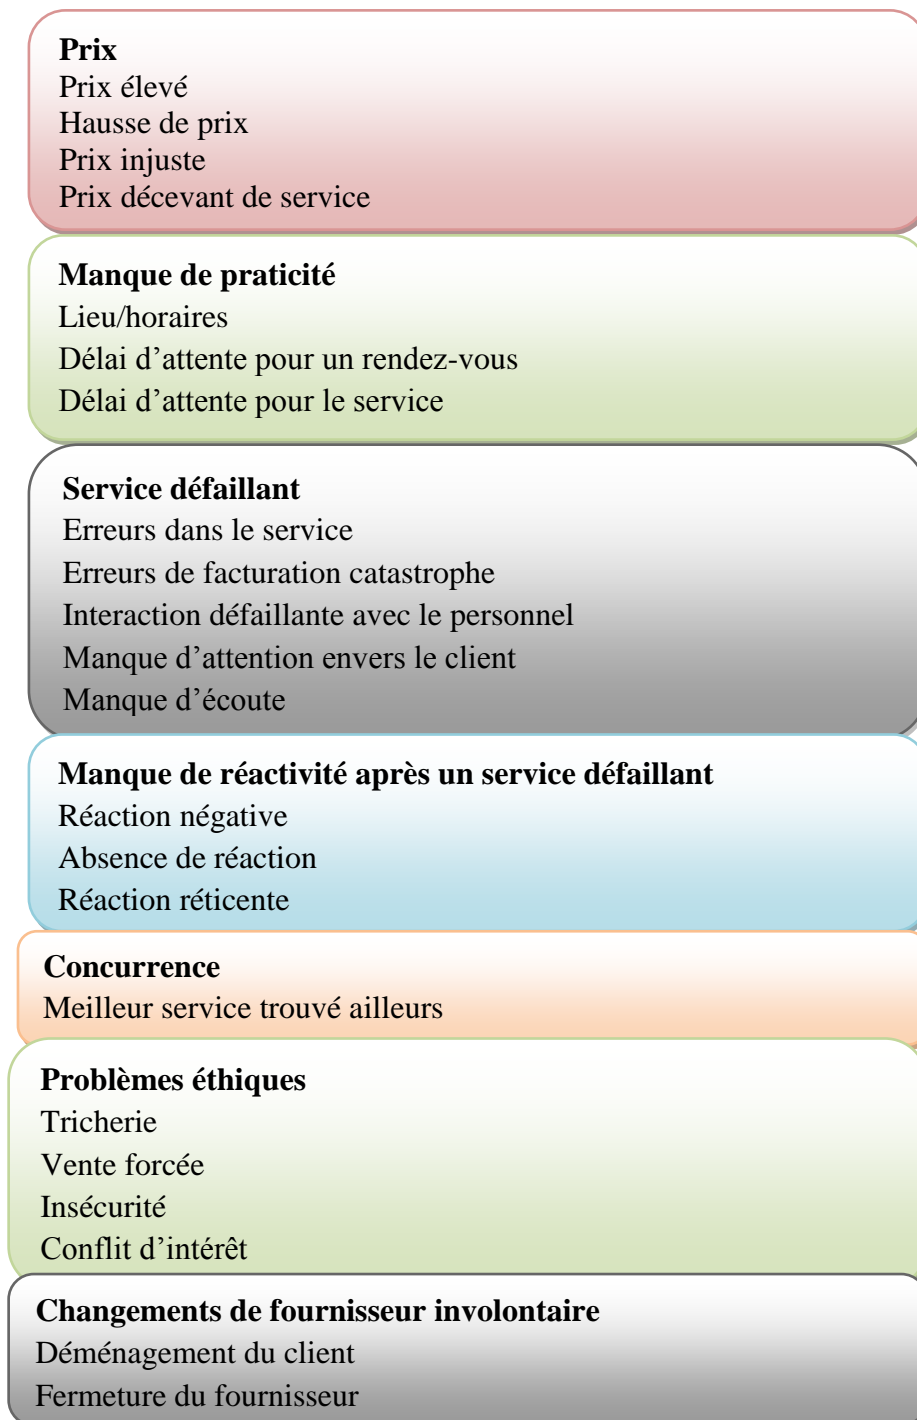 Prix
Prix élevé
Hausse de prix
Prix injuste
Prix décevant de service
Manque de praticité
Lieu/horaires
Délai d’attente pour un rendez-vous
Délai d’attente pour le service
Service défaillant
Erreurs dans le service
Erreurs de facturation catastrophe
Interaction défaillante avec le personnel
Manque d’attention envers le client
Manque d’écoute
Manque de réactivité après un service défaillant
Réaction négative
Absence de réaction
Réaction réticente
Concurrence
Meilleur service trouvé ailleurs
Problèmes éthiques
Tricherie
Vente forcée
Insécurité
Conflit d’intérêt
Changements de fournisseur involontaire
Déménagement du client
Fermeture du fournisseur